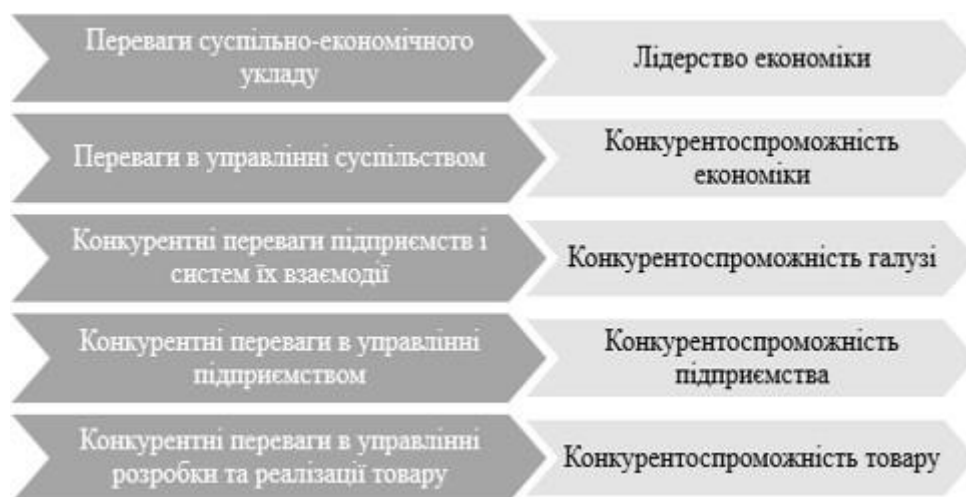 Переваги суспільно-економічного
укладу
Лідерство економіки
Переваги в управлінні суспільством
Конкурентоспроможність
економіки
Конкурентні переваги підприємств і
систем їх взаємодії
Конкурентоспроможність галузі
Конкурентні переваги в управлінні
підприємством
Конкурентоспроможність
підприємства
Конкурентні переваги в управлінні
розробки та реалізації товару
Конкурентоспроможність товару